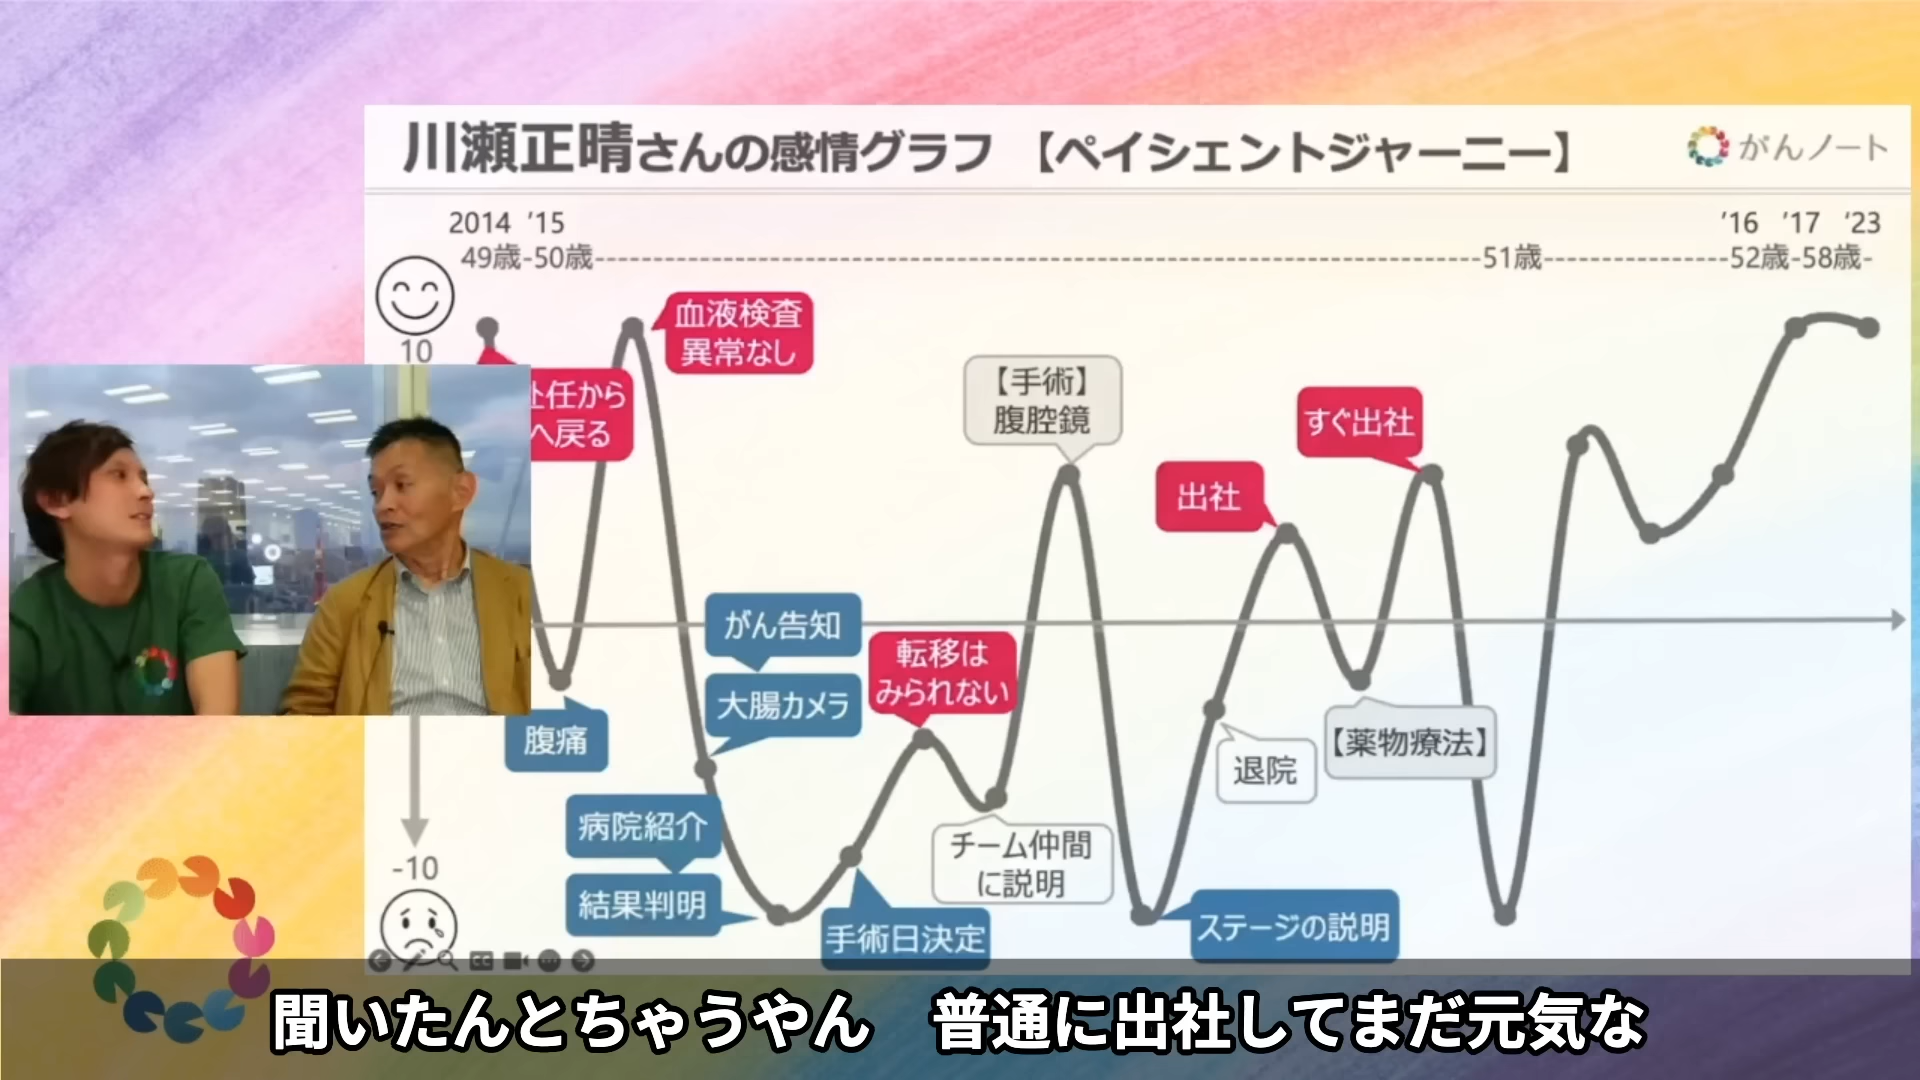 川瀬正晴さんの感情グラフ 【ペイシェントジャーニー】
がんノート
2014 '15
'16 '17 '23
49歳-50歳
51歳
52歳-58歳-
10
赴任から
へ戻る
血液検査
異常なし
【手術】
腹腔鏡
すぐ出社
出社
がん告知
転移は
みられない
大腸カメラ
腹痛
【薬物療法】
退院
病院紹介
チーム仲間
に説明
-10
結果判明
手術日決定
ステージの説明
CC
聞いたんとちゃうやん 普通に出社してまだ元気な